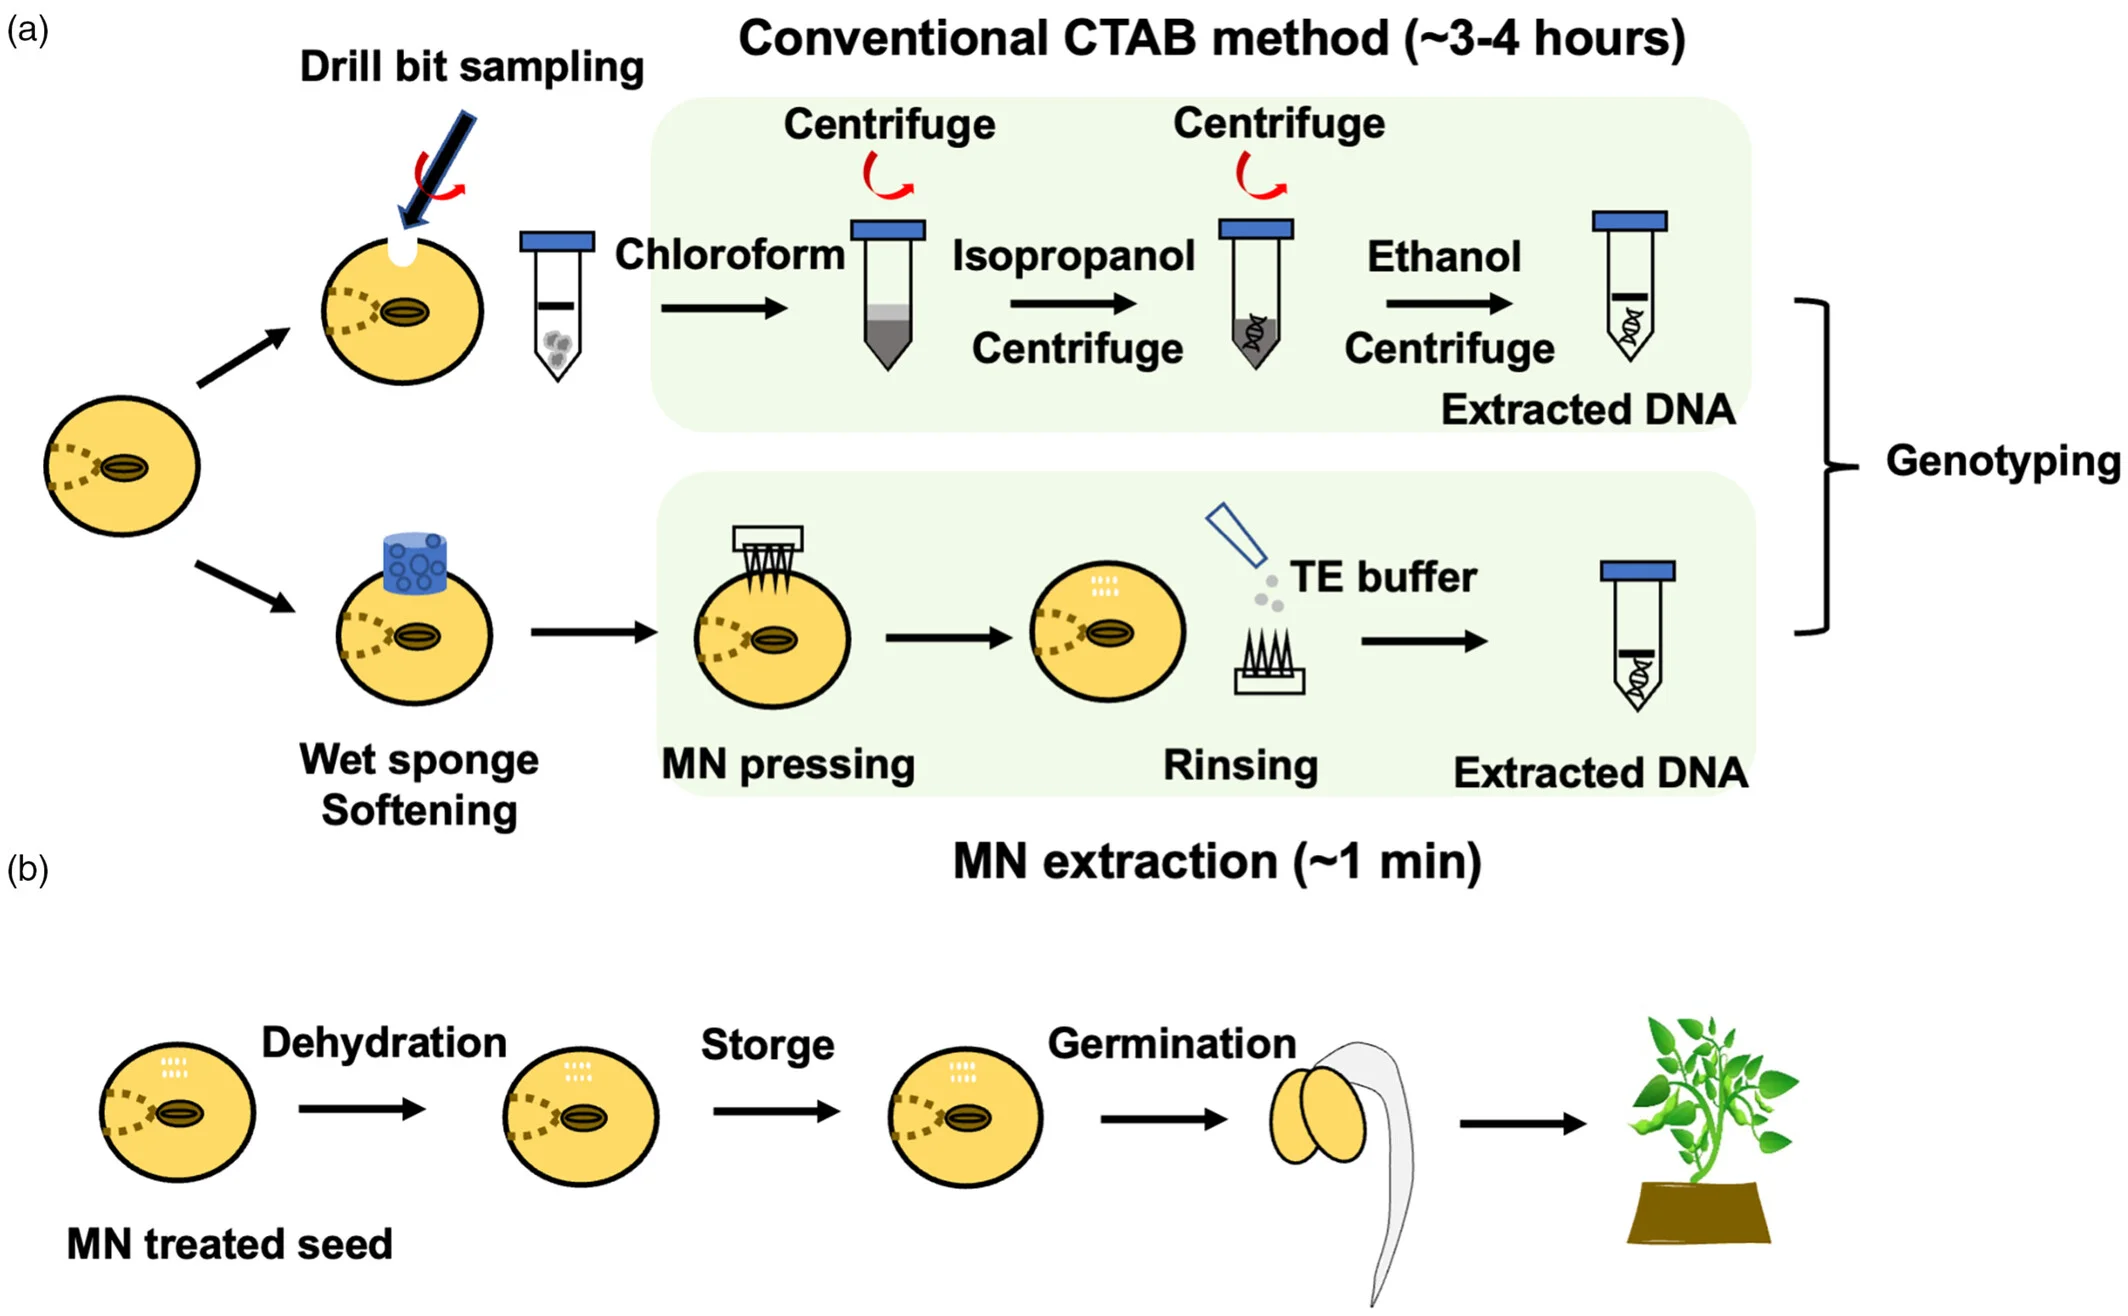 (a)
Conventional CTAB method (~3-4 hours)
Drill bit sampling
Centrifuge
Centrifuge
Chloroform
Isopropanol
Ethanol
Centrifuge
Centrifuge
Extracted DNA
Genotyping
TE buffer
Wet sponge
Softening
MN pressing
Rinsing
Extracted DNA
MN extraction (~1 min)
(b)
Dehydration
Storge
Germination
MN treated seed